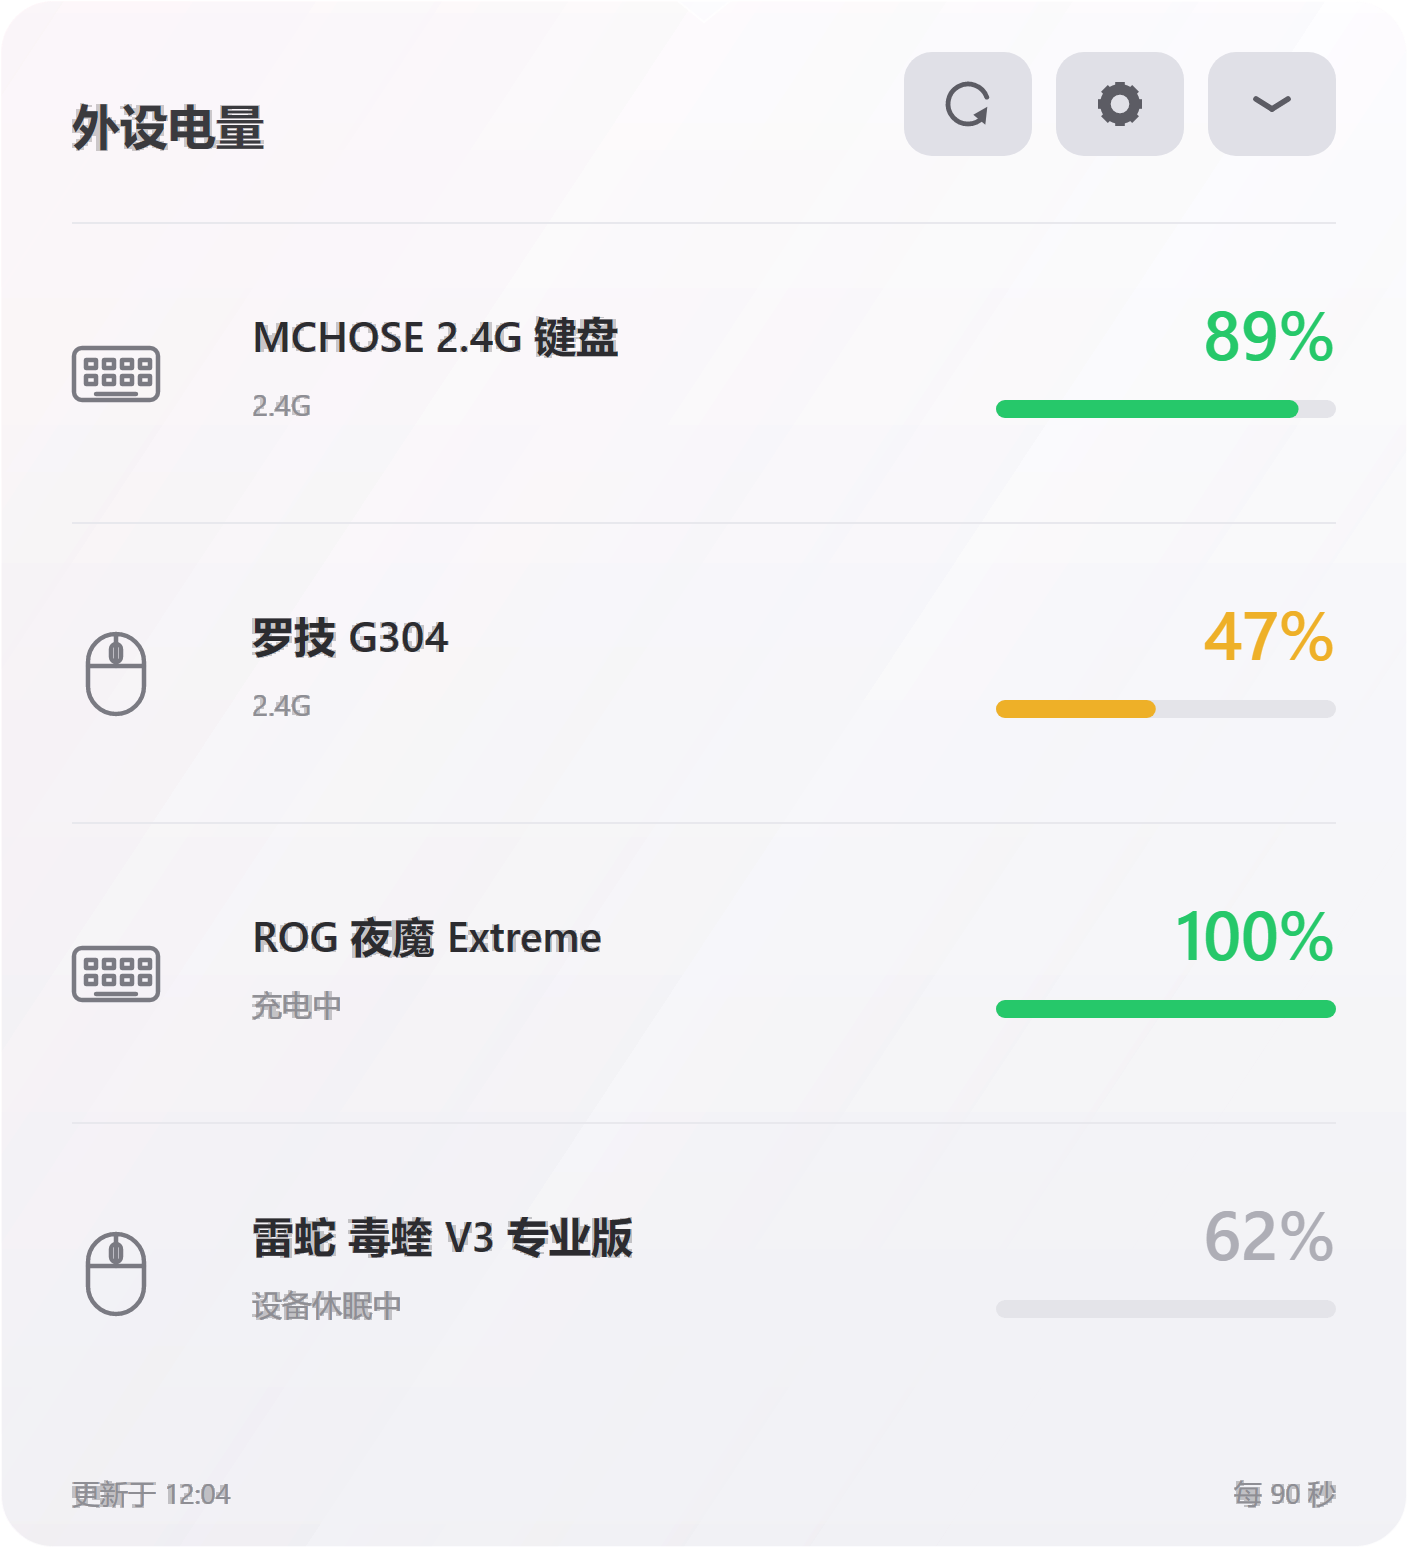 外设电量
MCHOSE 2.4G 键盘
89%
2.4G
罗技 G304
47%
2.4G
ROG 夜魔 Extreme
100%
充电中
雷蛇 毒蝰 V3 专业版
62%
设备休眠中
更新于 12:04
每 90 秒